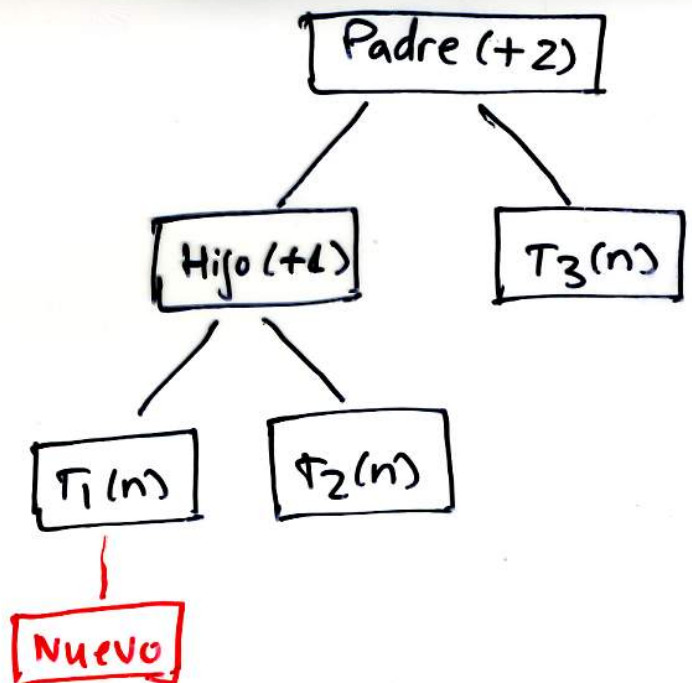 Padre (+2)
Hijo (+1)
T3(n)
T1(n)
T2(n)
Nuevo